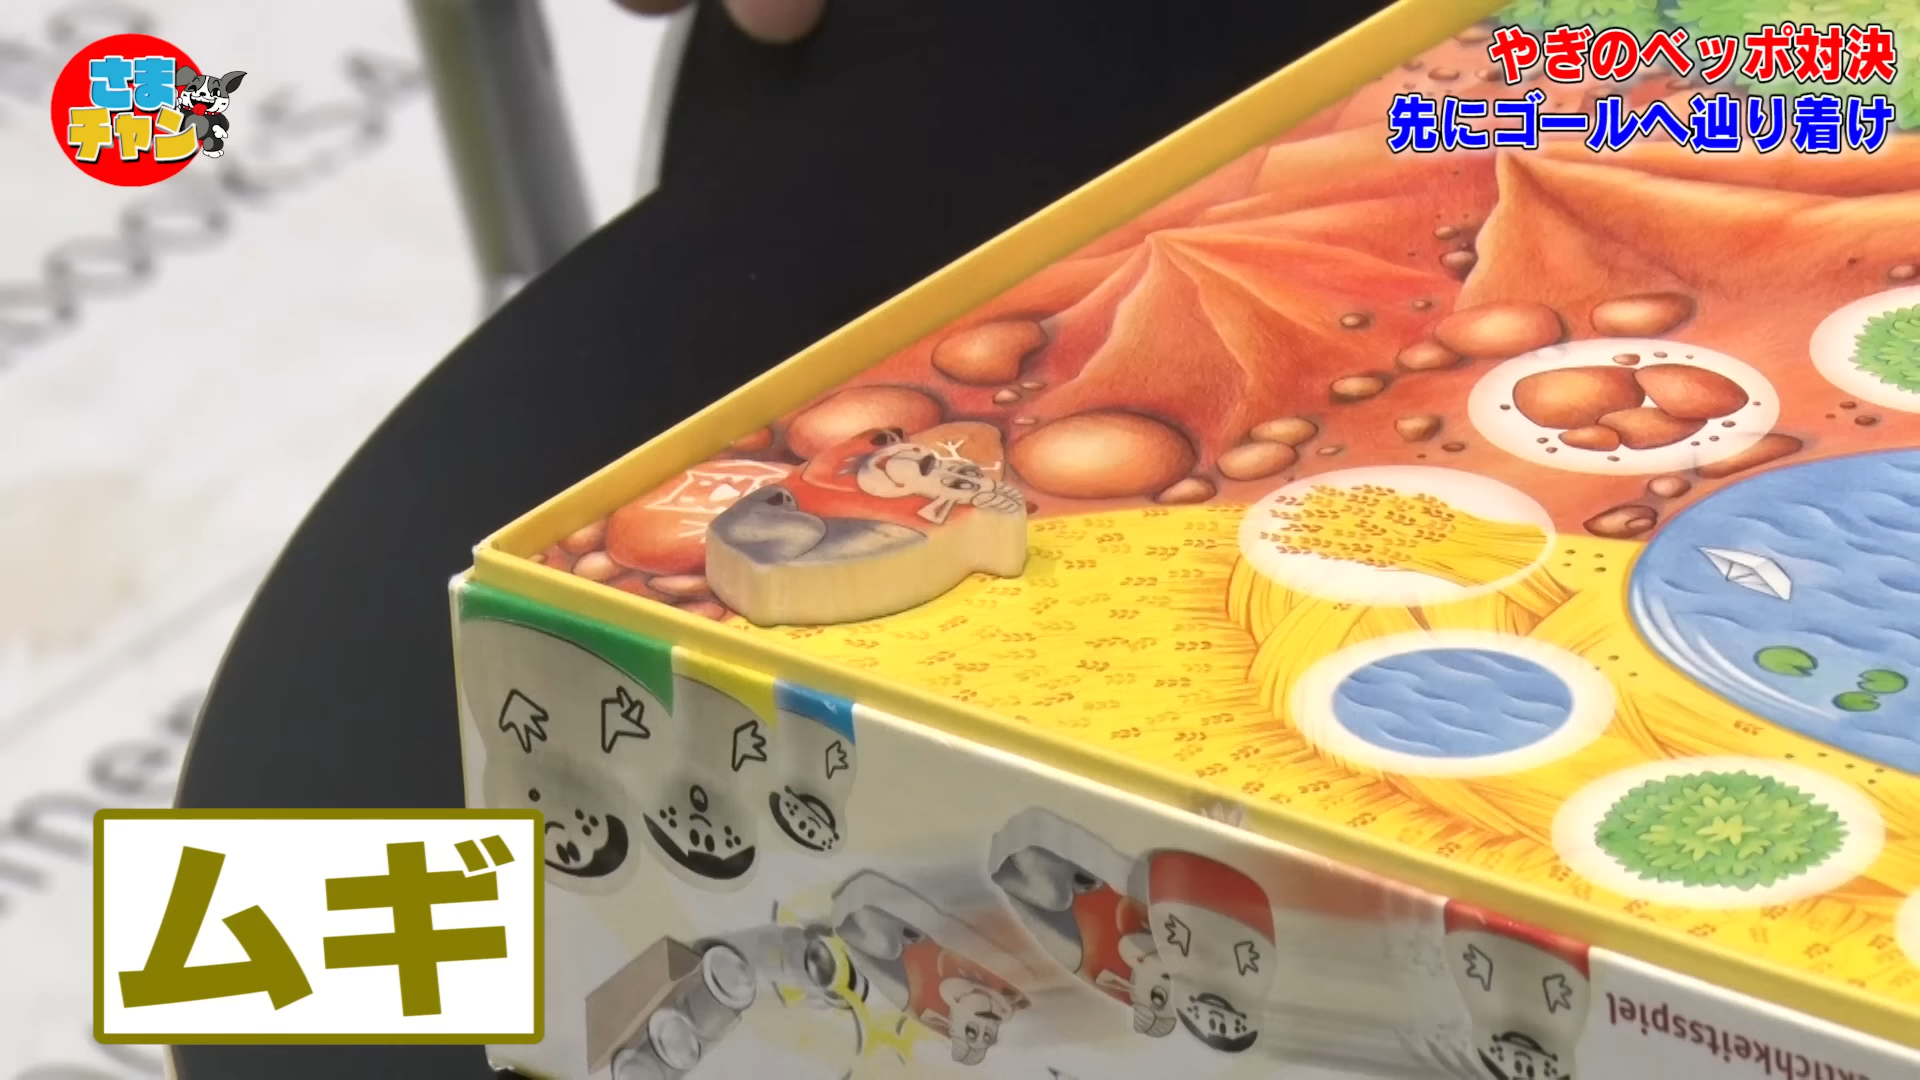 さま
チャン
やぎのベッポ対決
先にゴールへ辿り着け
ムギ